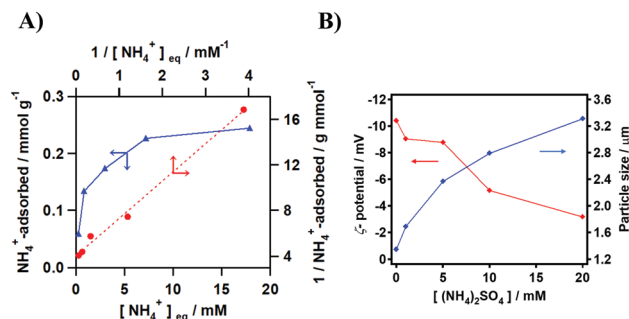 A)
1 / [ NH4+ ] eq / mM-1
0 1 2 3 4
NH4+-adsorbed / mmol g-1
0.3
0.2
0.1
0.0
16
12
8
4
1 / NH4+-adsorbed / g mmol-1
0 5 10 15 20
[ NH4+ ] eq / mM
B)
ζ- potential / mV
-12
-10
-8
-6
-4
-2
0
3.6
3.2
2.8
2.4
2.0
1.6
1.2
Particle size / um
0 5 10 15 20
[ (NH4)2SO4 ] / mM